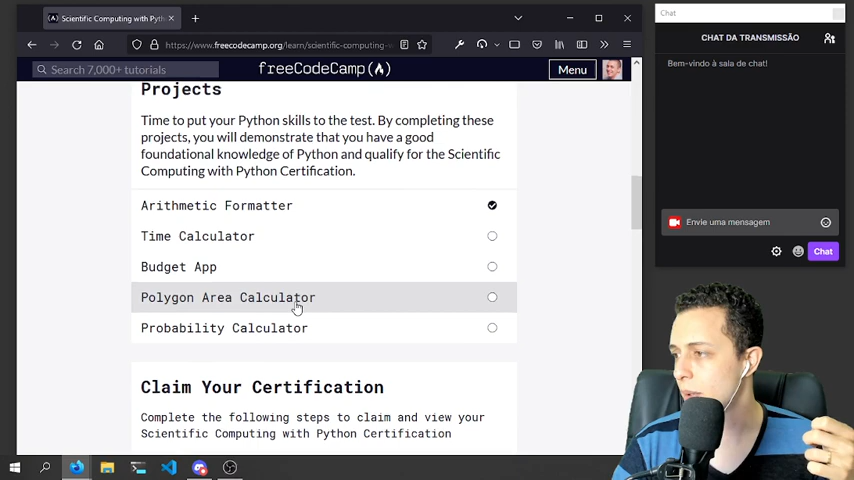 Scientific Computing with Pyth
https://www.freecodecamp.org/learn/scientific-computing-w
Search 7,000+ tutorials
freeCodeCamp
Menu
Projects
Time to put your Python skills to the test. By completing these
projects, you will demonstrate that you have a good
foundational knowledge of Python and qualify for the Scientific
Computing with Python Certification.
Arithmetic Formatter
Time Calculator
Budget App
Polygon Area Calculator
Probability Calculator
Claim Your Certification
Complete the following steps to claim and view your
Scientific Computing with Python Certification
Chat
CHAT DA TRANSMISSÃO
Bem-vindo à sala de chat!
Envie uma mensagem
Chat